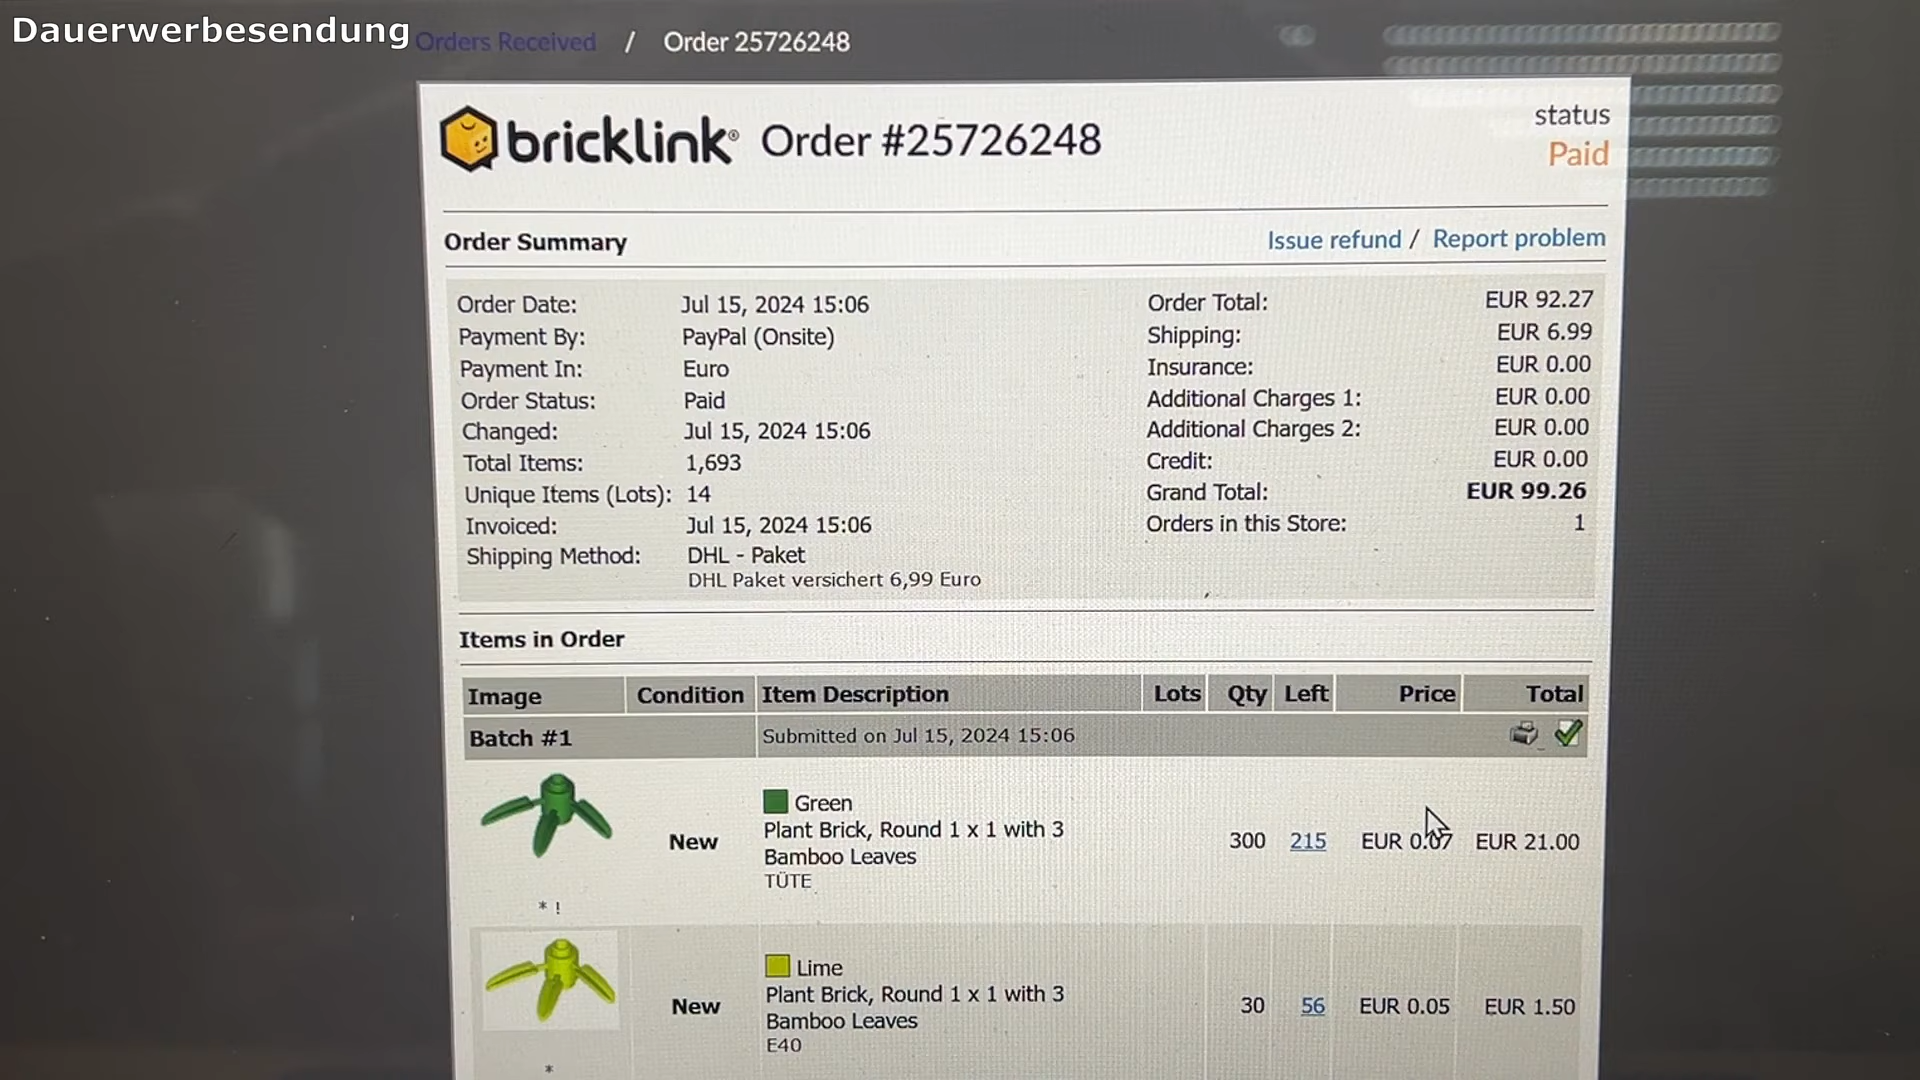 Dauerwerbesendung
Orders Received / Order 25726248
bricklink® Order #25726248
status
Paid
Order Summary
Issue refund / Report problem
Order Date: Jul 15, 2024 15:06
Payment By: PayPal (Onsite)
Payment In: Euro
Order Status: Paid
Changed: Jul 15, 2024 15:06
Total Items: 1,693
Unique Items (Lots): 14
Invoiced: Jul 15, 2024 15:06
Shipping Method: DHL - Paket
DHL Paket versichert 6,99 Euro
Order Total: EUR 92.27
Shipping: EUR 6.99
Insurance: EUR 0.00
Additional Charges 1: EUR 0.00
Additional Charges 2: EUR 0.00
Credit: EUR 0.00
Grand Total: EUR 99.26
Orders in this Store: 1
Items in Order
Image Condition Item Description Lots Qty Left Price Total
Batch #1 Submitted on Jul 15, 2024 15:06
Green
Plant Brick, Round 1 x 1 with 3
Bamboo Leaves
TÜTE
New 300 215 EUR 0.07 EUR 21.00
* !
Lime
Plant Brick, Round 1 x 1 with 3
Bamboo Leaves
E40
New 30 56 EUR 0.05 EUR 1.50
*